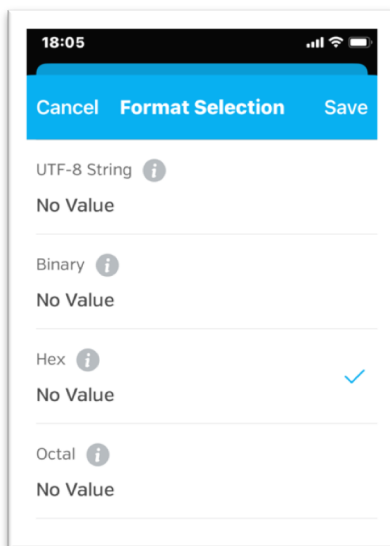 18:05
Cancel Format Selection Save
UTF-8 String i
No Value
Binary i
No Value
Hex i
No Value
Octal i
No Value